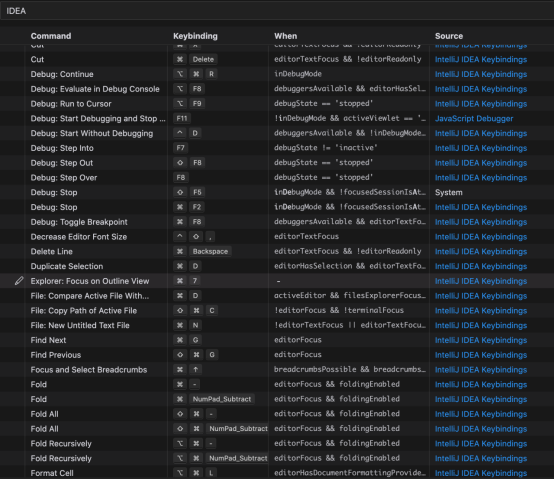 IDEA
Command Keybinding When Source
Cut ⌘ X editorTextFocus && !editorReadonly IntelliJ IDEA Keybindings
Cut ⌘ Delete editorTextFocus && !editorReadonly IntelliJ IDEA Keybindings
Debug: Continue ⌥ ⌘ R inDebugMode IntelliJ IDEA Keybindings
Debug: Evaluate in Debug Console ⌥ F8 debuggersAvailable && editorHasSel… IntelliJ IDEA Keybindings
Debug: Run to Cursor ⌥ F9 debugState == 'stopped' IntelliJ IDEA Keybindings
Debug: Start Debugging and Stop … F11 !inDebugMode && activeViewlet == '… JavaScript Debugger
Debug: Start Without Debugging ⌃ D debuggersAvailable && !inDebugMode… IntelliJ IDEA Keybindings
Debug: Step Into F7 debugState != 'inactive' IntelliJ IDEA Keybindings
Debug: Step Out ⇧ F8 debugState == 'stopped' IntelliJ IDEA Keybindings
Debug: Step Over F8 debugState == 'stopped' IntelliJ IDEA Keybindings
Debug: Stop ⇧ F5 inDebugMode && !focusedSessionIsAt… System
Debug: Stop ⌘ F2 inDebugMode && !focusedSessionIsAt… IntelliJ IDEA Keybindings
Debug: Toggle Breakpoint ⌘ F8 debuggersAvailable && editorTextFo… IntelliJ IDEA Keybindings
Decrease Editor Font Size ⌃ ⇧ , editorTextFocus IntelliJ IDEA Keybindings
Delete Line ⌘ Backspace editorTextFocus && !editorReadonly IntelliJ IDEA Keybindings
Duplicate Selection ⌘ D editorHasSelection && editorTextFo… IntelliJ IDEA Keybindings
Explorer: Focus on Outline View ⌘ 7 - IntelliJ IDEA Keybindings
File: Compare Active File With... ⌘ D activeEditor && filesExplorerFocus… IntelliJ IDEA Keybindings
File: Copy Path of Active File ⇧ ⌘ C !editorFocus && !terminalFocus IntelliJ IDEA Keybindings
File: New Untitled Text File ⌘ N !editorTextFocus || editorTextFocu… IntelliJ IDEA Keybindings
Find Next ⌘ G editorFocus IntelliJ IDEA Keybindings
Find Previous ⇧ ⌘ G editorFocus IntelliJ IDEA Keybindings
Focus and Select Breadcrumbs ⌘ ↑ breadcrumbsPossible && breadcrumbs… IntelliJ IDEA Keybindings
Fold ⌘ - editorFocus && foldingEnabled IntelliJ IDEA Keybindings
Fold ⌘ NumPad_Subtract editorFocus && foldingEnabled IntelliJ IDEA Keybindings
Fold All ⇧ ⌘ - editorFocus && foldingEnabled IntelliJ IDEA Keybindings
Fold All ⇧ ⌘ NumPad_Subtract editorFocus && foldingEnabled IntelliJ IDEA Keybindings
Fold Recursively ⌥ ⌘ - editorFocus && foldingEnabled IntelliJ IDEA Keybindings
Fold Recursively ⌥ ⌘ NumPad_Subtract editorFocus && foldingEnabled IntelliJ IDEA Keybindings
Format Cell ⌥ ⌘ L editorHasDocumentFormattingProvide… IntelliJ IDEA Keybindings